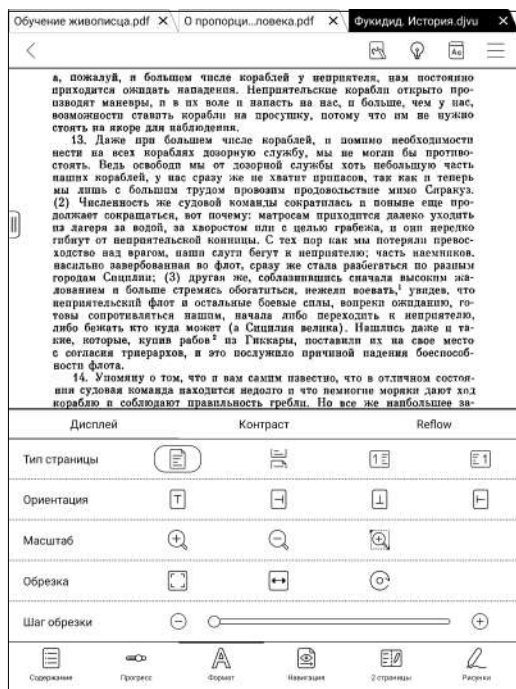 Обучение живописца.pdf × О пропорци...ловека.pdf × Фукидид. История.djvu ×
а, пожалуй, и большем числе кораблей у неприятеля, нам постоянно
приходится ожидать нападения. Неприятельские корабли открыто про-
изводят маневры, и в их воле и напасть на нас, и больше, чем у нас,
возможности ставить корабли на просушку, потому что им не нужно
стоять на якоре для наблюдения.
13. Даже при большем числе кораблей, и помимо необходимости
нести на всех кораблях дозорную службу, мы не могли бы противо-
стоять. Ведь освободи мы от дозорной службы хоть небольшую часть
наших кораблей, у нас сразу же не хватит припасов, так как и теперь
мы лишь с большим трудом провозим продовольствие мимо Сиракуз.
(2) Численность же судовой команды сократилась и поныне еще про-
должает сокращаться, вот почему: матросам приходится далеко уходить
из лагеря за водой, за хворостом или с целью грабежа, и они нередко
гибнут от неприятельской конницы. С тех пор как мы потеряли превос-
ходство над врагом, наши слуги бегут к неприятелю; часть наемников,
насильно завербованная во флот, сразу же стала разбегаться по разным
городам Сицилии; (3) другая же, соблазнившись сначала высоким жа-
лованием и больше стремясь обогатиться, нежели воевать,¹ увидев, что
неприятельский флот и остальные боевые силы, вопреки ожиданию, го-
товы сопротивляться нашим, начала либо переходить к неприятелю,
либо бежать кто куда может (а Сицилия велика). Нашлись даже и та-
кие, которые, купив рабов² из Гиккары, поставили их на свое место
с согласия триерархов, и это послужило причиной падения боеспособ-
ности флота.
14. Упомяну о том, что и вам самим известно, что в отличном состоя-
нии судовая команда находится недолго и что немногие моряки дают ход
кораблю и соблюдают правильность гребли. Но все же наибольшее за-
Дисплей Контраст Reflow
Тип страницы 1 1
Ориентация T T T T
Масштаб
Обрезка
Шаг обрезки
Содержание Прогресс Формат Навигация 2 страницы Рисунки